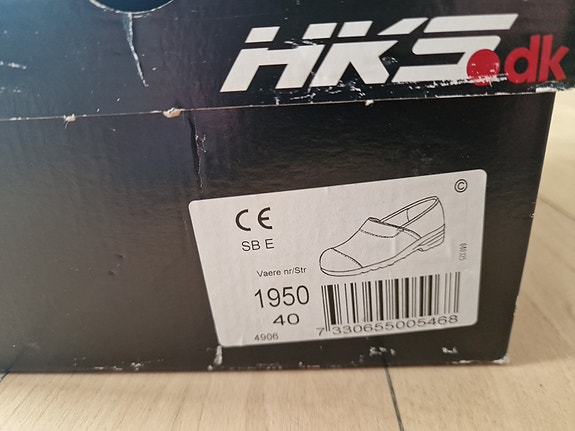 HKS.dk
©
CE
SB E
Vaere nr/Str
1950
40
4906
7 330655 005468